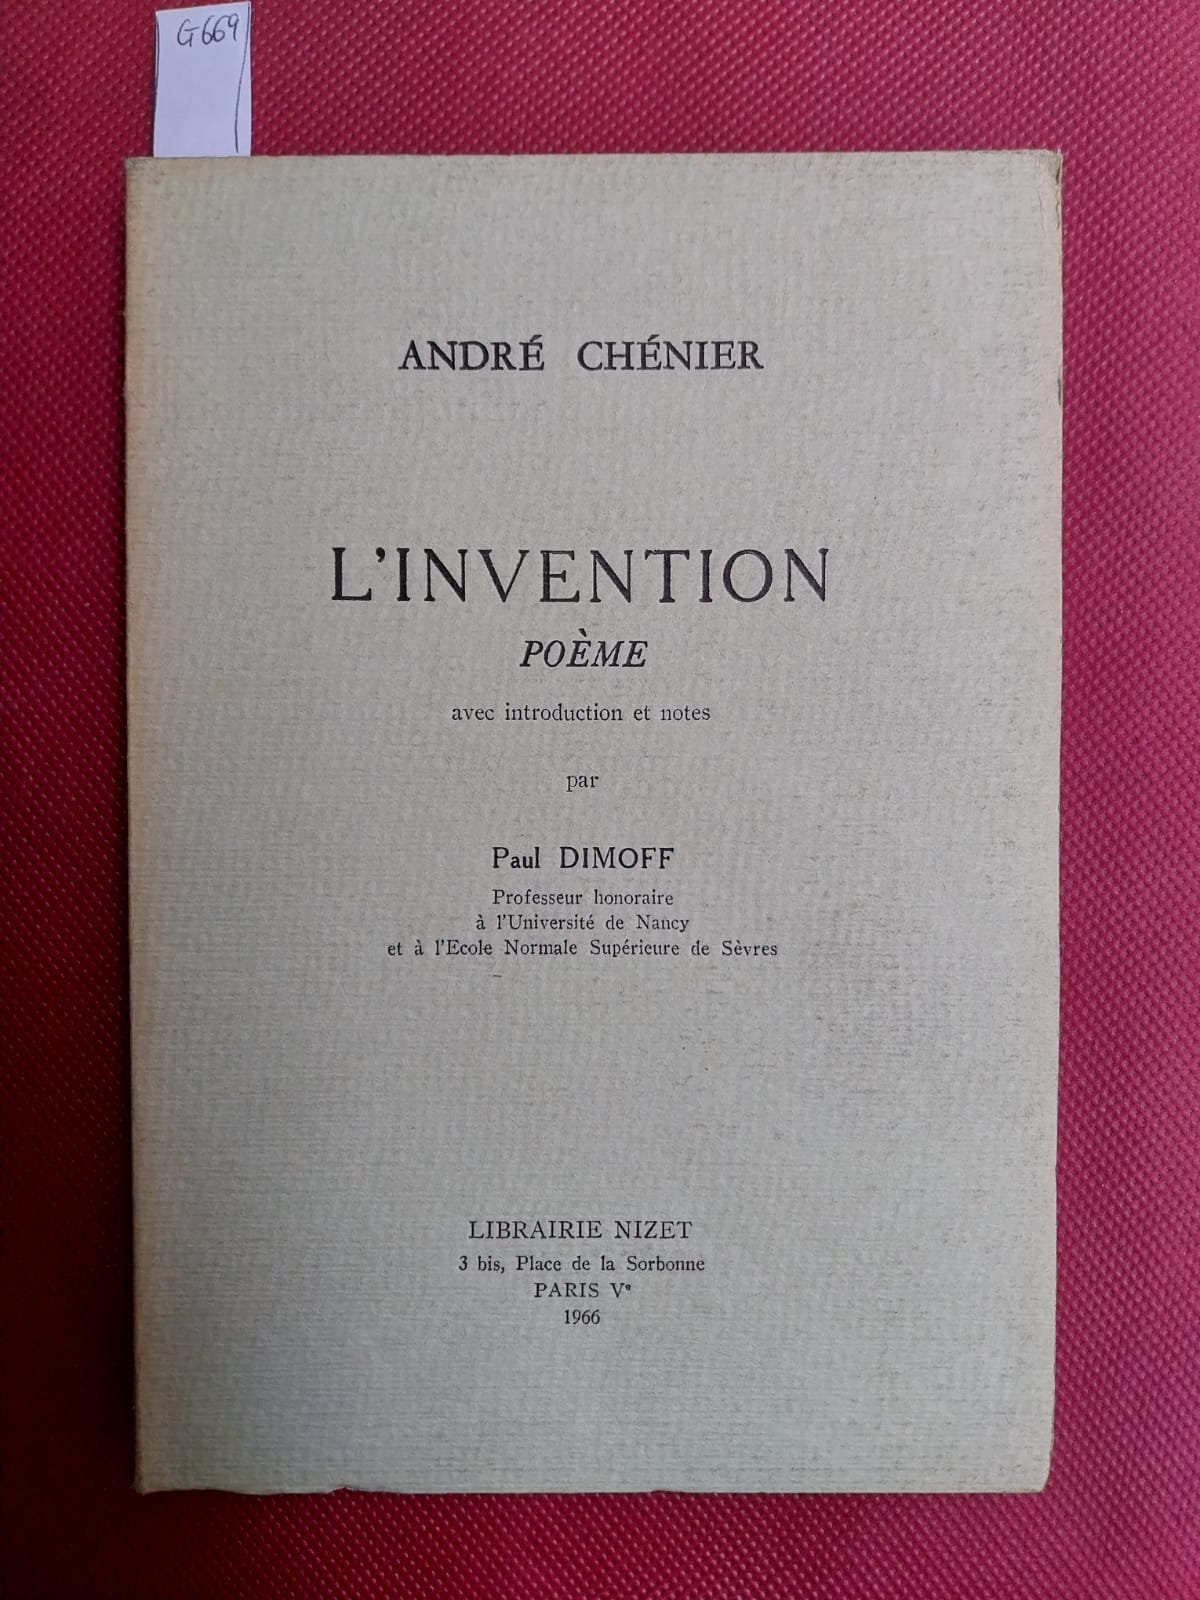 G669
ANDRÉ CHÉNIER
L'INVENTION
POÈME
avec introduction et notes
par
Paul DIMOFF
Professeur honoraire
à l'Université de Nancy
et à l'Ecole Normale Supérieure de Sèvres
LIBRAIRIE NIZET
3 bis, Place de la Sorbonne
PARIS Vᵉ
1966